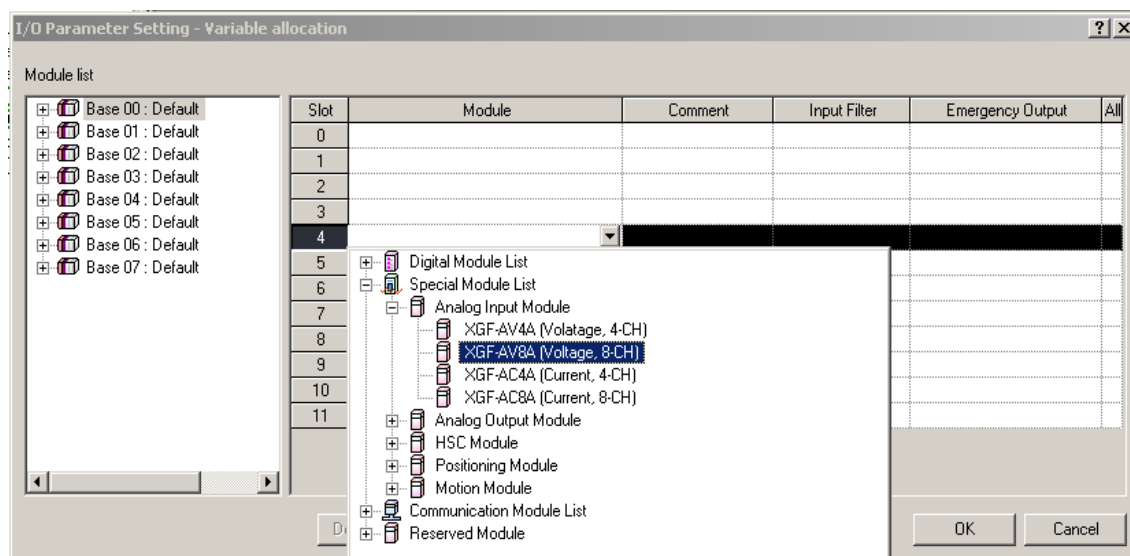 I/O Parameter Setting - Variable allocation
? X
Module list
Base 00 : Default
Base 01 : Default
Base 02 : Default
Base 03 : Default
Base 04 : Default
Base 05 : Default
Base 06 : Default
Base 07 : Default
Slot Module Comment Input Filter Emergency Output All
0
1
2
3
4
5
6
7
8
9
10
11
Digital Module List
Special Module List
Analog Input Module
XGF-AV4A (Volatage, 4-CH)
XGF-AV8A (Voltage, 8-CH)
XGF-AC4A (Current, 4-CH)
XGF-AC8A (Current, 8-CH)
Analog Output Module
HSC Module
Positioning Module
Motion Module
Communication Module List
Reserved Module
OK Cancel